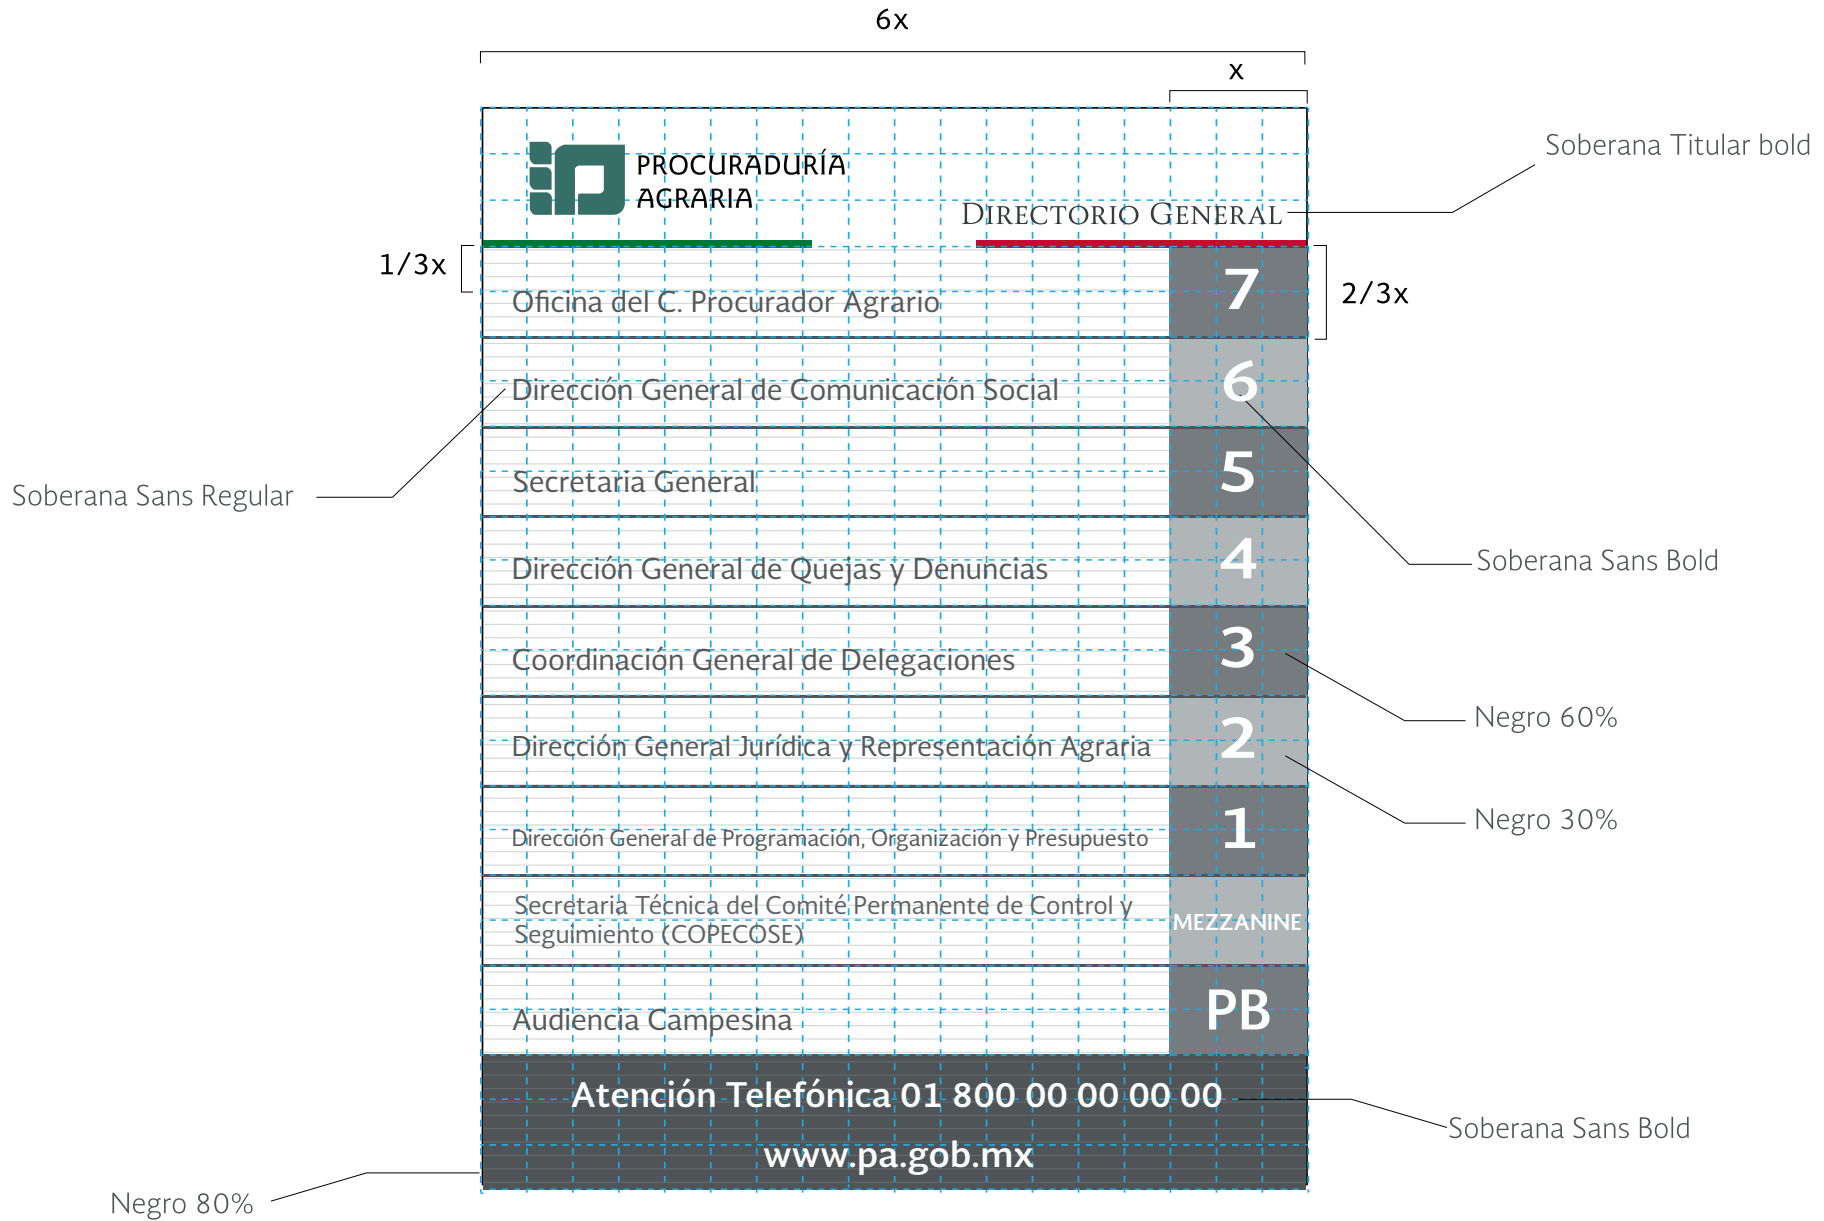 6x
x
Soberana Titular bold
PROCURADURÍA
AGRARIA
DIRECTORIO GENERAL
1/3x
2/3x
Oficina del C. Procurador Agrario 7
Dirección General de Comunicación Social 6
Secretaria General 5
Soberana Sans Regular
Dirección General de Quejas y Denuncias 4
Soberana Sans Bold
Coordinación General de Delegaciones 3
Negro 60%
Dirección General Jurídica y Representación Agraria 2
Negro 30%
Dirección General de Programación, Organización y Presupuesto 1
Secretaria Técnica del Comité Permanente de Control y
Seguimiento (COPECOSE)
MEZZANINE
Audiencia Campesina PB
Atención Telefónica 01 800 00 00 00 00
Soberana Sans Bold
www.pa.gob.mx
Negro 80%